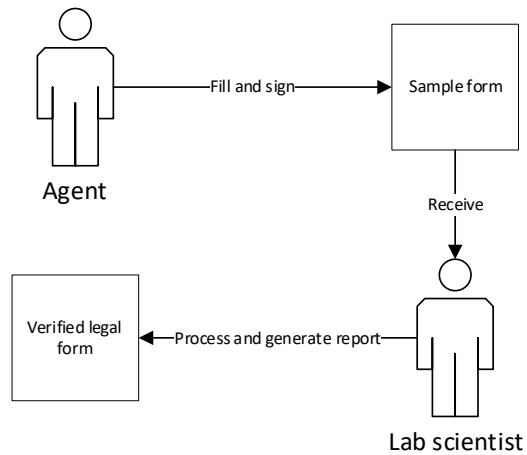 Fill and sign
Sample form
Agent
Receive
Verified legal
form
Process and generate report
Lab scientist